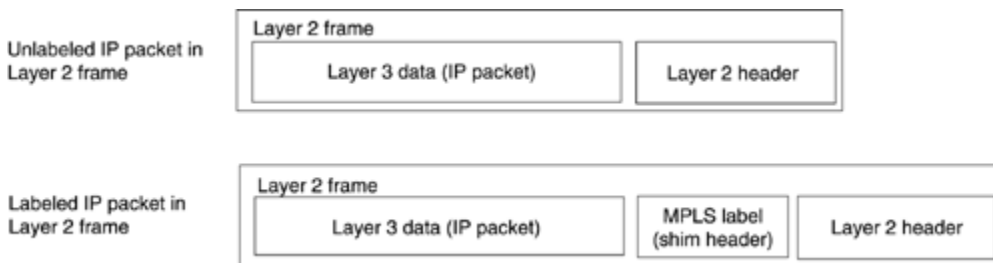 Unlabeled IP packet in
Layer 2 frame
Layer 2 frame
Layer 3 data (IP packet)
Layer 2 header
Labeled IP packet in
Layer 2 frame
Layer 2 frame
Layer 3 data (IP packet)
MPLS label
(shim header)
Layer 2 header